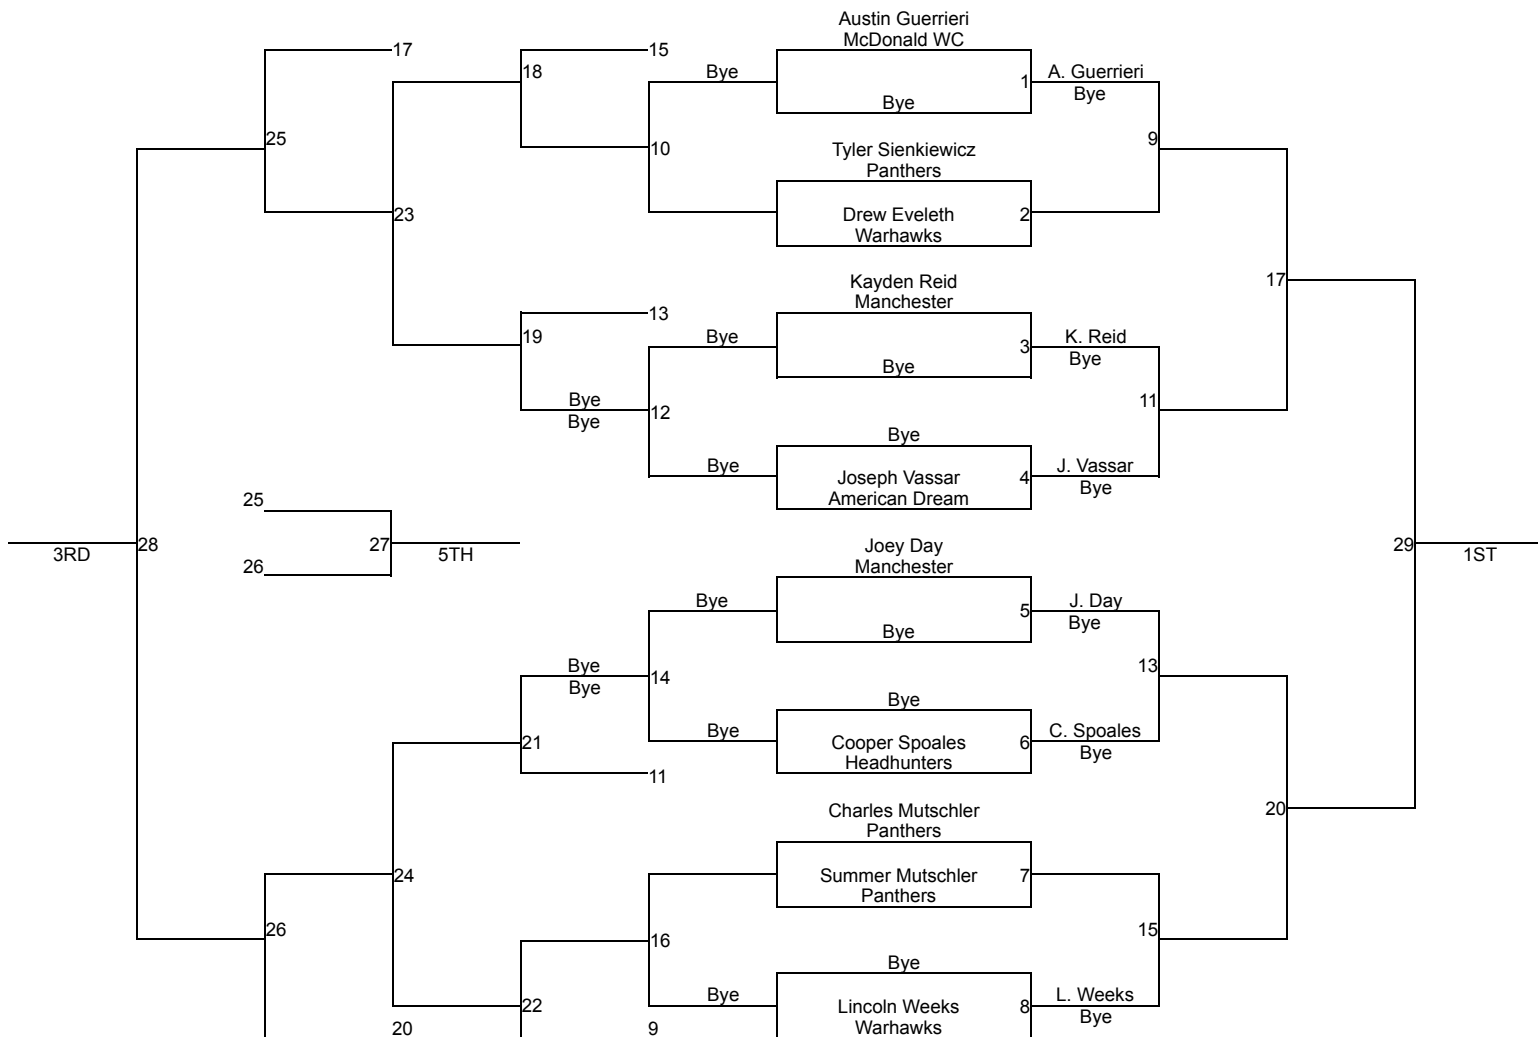 Austin Guerrieri
McDonald WC
17
15
18
Bye
1
A. Guerrieri
Bye
Bye
25
10
9
Tyler Sienkiewicz
Panthers
23
Drew Eveleth
Warhawks
2
Kayden Reid
Manchester
17
13
19
Bye
3
K. Reid
Bye
Bye
Bye
Bye
12
11
Bye
Bye
Joseph Vassar
American Dream
4
J. Vassar
Bye
25
3RD
28
27
5TH
26
Joey Day
Manchester
29
1ST
Bye
5
J. Day
Bye
Bye
Bye
Bye
14
13
Bye
21
Bye
Cooper Spoales
Headhunters
6
C. Spoales
Bye
11
Charles Mutschler
Panthers
20
24
Summer Mutschler
Panthers
7
26
16
15
Bye
22
Bye
Lincoln Weeks
Warhawks
8
L. Weeks
Bye
20
9